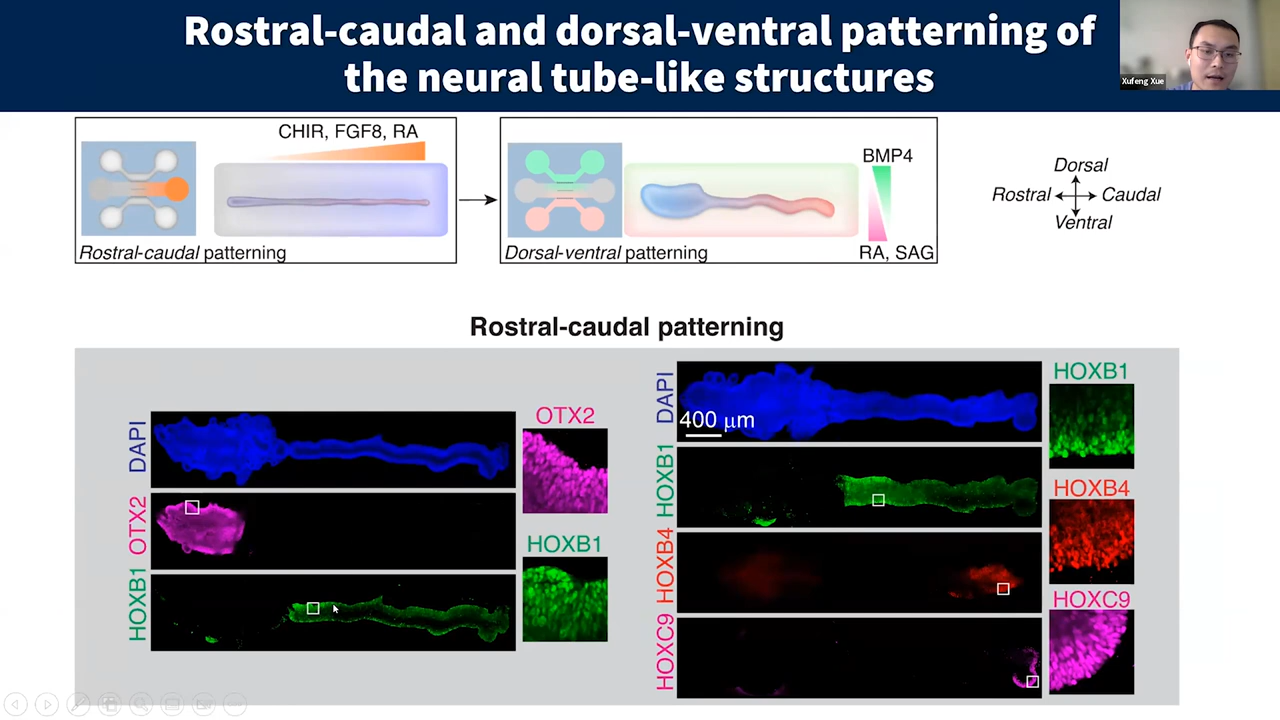 Rostral-caudal and dorsal-ventral patterning of
the neural tube-like structures
Xufeng Xue
CHIR, FGF8, RA
Rostral-caudal patterning
BMP4
RA, SAG
Dorsal-ventral patterning
Dorsal
Rostral
Caudal
Ventral
Rostral-caudal patterning
DAPI
OTX2
HOXB1
OTX2
HOXB1
DAPI
400 µm
HOXB1
HOXB4
HOXC9
HOXB1
HOXB4
HOXC9